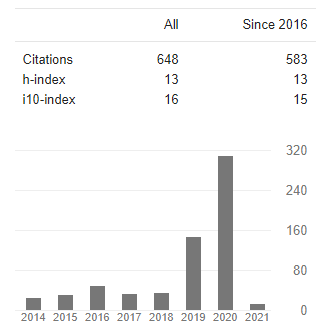 All Since 2016
Citations 648 583
h-index 13 13
i10-index 16 15
320
240
160
80
0
2014 2015 2016 2017 2018 2019 2020 2021